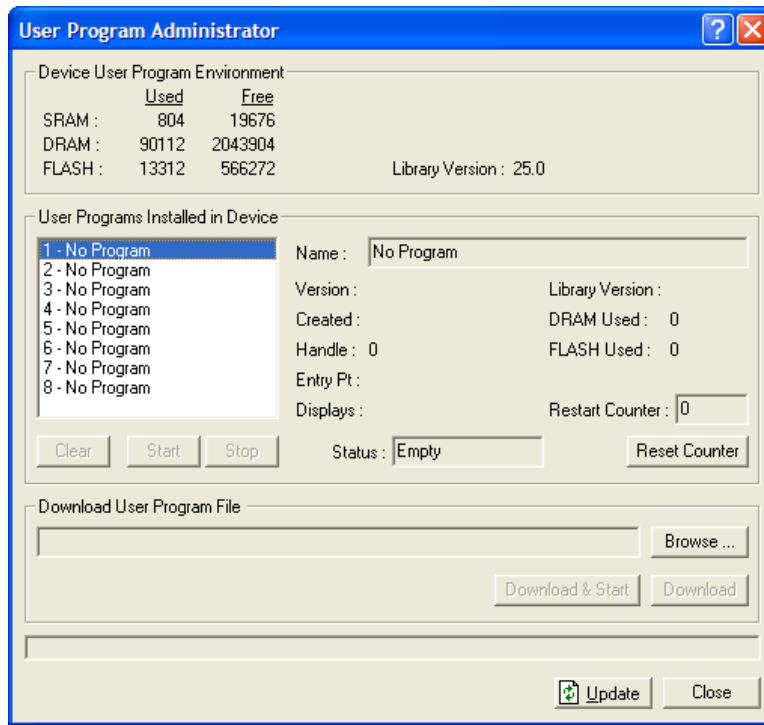 User Program Administrator
Device User Program Environment
Used Free
SRAM : 804 19676
DRAM : 90112 2043904
FLASH : 13312 566272 Library Version : 25.0
User Programs Installed in Device
1 - No Program
2 - No Program
3 - No Program
4 - No Program
5 - No Program
6 - No Program
7 - No Program
8 - No Program
Name : No Program
Version : Library Version :
Created : DRAM Used : 0
Handle : 0 FLASH Used : 0
Entry Pt :
Displays : Restart Counter : 0
Clear Start Stop Status : Empty Reset Counter
Download User Program File
Browse ...
Download & Start Download
Update Close